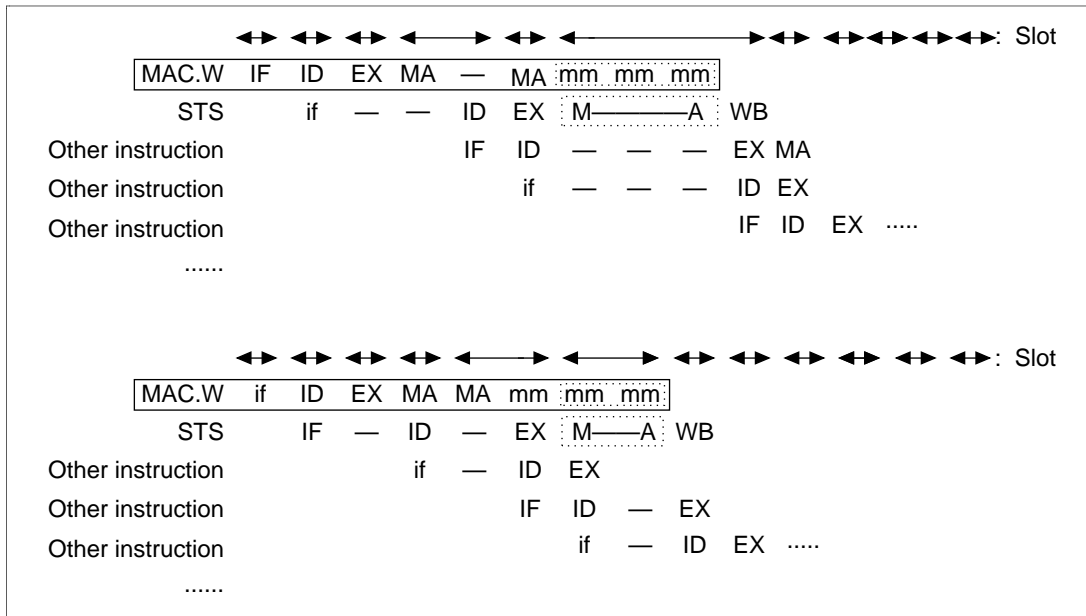 : Slot
MAC.W IF ID EX MA — MA mm mm mm
STS if — — ID EX M————A WB
Other instruction IF ID — — — EX MA
Other instruction if — — — ID EX
Other instruction IF ID EX .....
......
: Slot
MAC.W if ID EX MA MA mm mm mm
STS IF — ID — EX M——A WB
Other instruction if — ID EX
Other instruction IF ID — EX
Other instruction if — ID EX .....
......